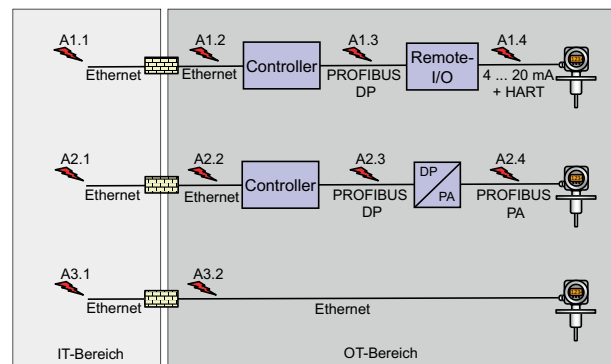 A1.1
A1.2
A1.3
A1.4
Ethernet
Ethernet
Controller
PROFIBUS
DP
Remote-
I/O
4 ... 20 mA
+ HART
A2.1
A2.2
A2.3
A2.4
Ethernet
Ethernet
Controller
PROFIBUS
DP
DP
PA
PROFIBUS
PA
A3.1
A3.2
Ethernet
Ethernet
IT-Bereich
OT-Bereich